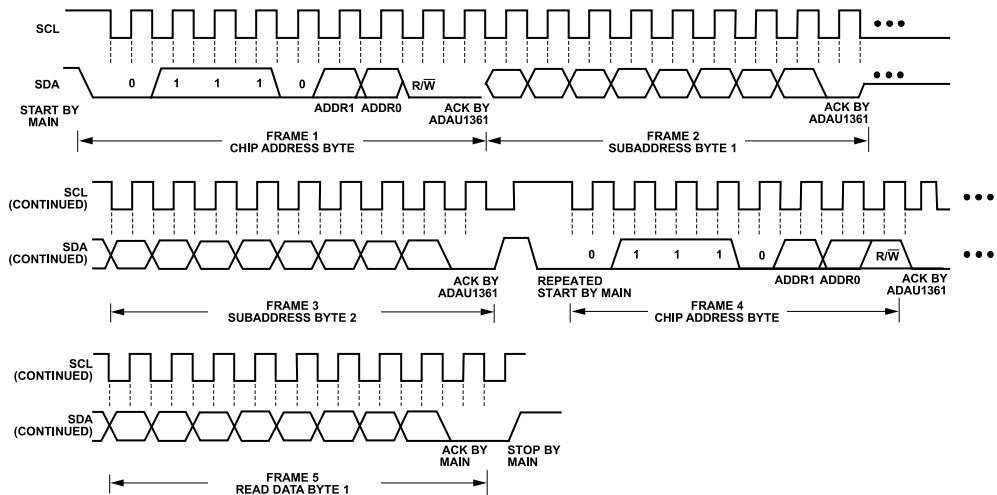 SCL
SDA
0 1 1 1 0 ADDR1 ADDR0 R/W̅
START BY
MAIN
ACK BY
ADAU1361
ACK BY
ADAU1361
FRAME 1
CHIP ADDRESS BYTE
FRAME 2
SUBADDRESS BYTE 1
SCL
(CONTINUED)
SDA
(CONTINUED)
0 1 1 1 0 R/W̅
ACK BY
ADAU1361
REPEATED
START BY MAIN
ADDR1 ADDR0
ACK BY
ADAU1361
FRAME 3
SUBADDRESS BYTE 2
FRAME 4
CHIP ADDRESS BYTE
SCL
(CONTINUED)
SDA
(CONTINUED)
ACK BY
MAIN
STOP BY
MAIN
FRAME 5
READ DATA BYTE 1